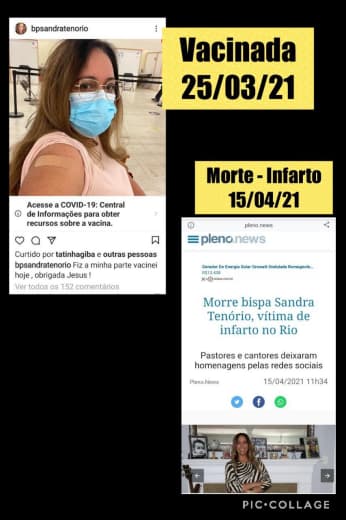 bpsandratenorio
Vacinada
25/03/21
Acesse a COVID-19: Central
de Informações para obter
recursos sobre a vacina.
Curtido por tatinhagiba e outras pessoas
bpsandratenorio Fiz a minha parte vacinei
hoje , obrigada Jesus !
Ver todos os 152 comentários
Morte - Infarto
15/04/21
pleno.news
pleno.news
Morre bispa Sandra
Tenório, vítima de
infarto no Rio
Pastores e cantores deixaram
homenagens pelas redes sociais
Pleno.News
15/04/2021 11h34
PIC•COLLAGE